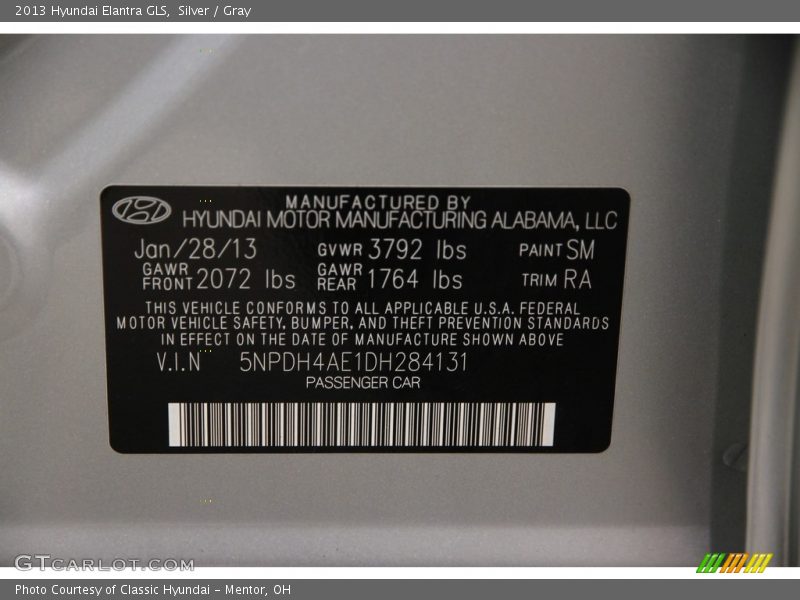 2013 Hyundai Elantra GLS, Silver / Gray
MANUFACTURED BY
HYUNDAI MOTOR MANUFACTURING ALABAMA, LLC
Jan/28/13 GVWR 3792 lbs PAINT SM
GAWR FRONT 2072 lbs GAWR REAR 1764 lbs TRIM RA
THIS VEHICLE CONFORMS TO ALL APPLICABLE U.S.A. FEDERAL
MOTOR VEHICLE SAFETY, BUMPER, AND THEFT PREVENTION STANDARDS
IN EFFECT ON THE DATE OF MANUFACTURE SHOWN ABOVE
V.I.N 5NPDH4AE1DH284131
PASSENGER CAR
GTCARLOT.COM
Photo Courtesy of Classic Hyundai - Mentor, OH